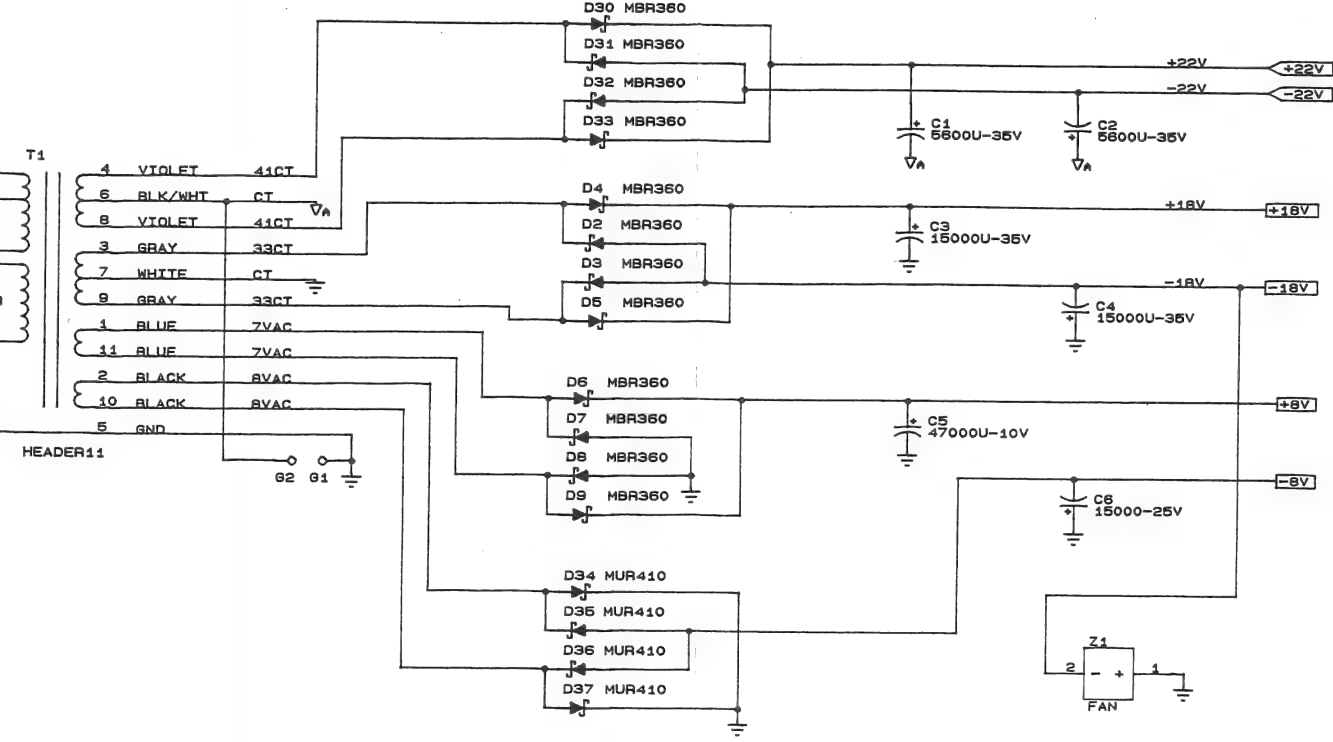 D30 MBR360
D31 MBR360
D32 MBR360
D33 MBR360
+22V
+22V
-22V
-22V
C1
5600U-35V
A
C2
5600U-35V
A
T1
4 VIOLET 41CT
6 BLK/WHT CT
A
8 VIOLET 41CT
3 GRAY 33CT
7 WHITE CT
9 GRAY 33CT
1 BLUE 7VAC
11 BLUE 7VAC
2 BLACK 8VAC
10 BLACK 8VAC
5 GND
HEADER11
G2 G1
D4 MBR360
D2 MBR360
D3 MBR360
D5 MBR360
+18V
+18V
C3
15000U-35V
-18V
-18V
C4
15000U-35V
D6 MBR360
D7 MBR360
D8 MBR360
D9 MBR360
+8V
C5
47000U-10V
-8V
C6
15000-25V
D34 MUR410
D35 MUR410
D36 MUR410
D37 MUR410
Z1
2 - + 1
FAN